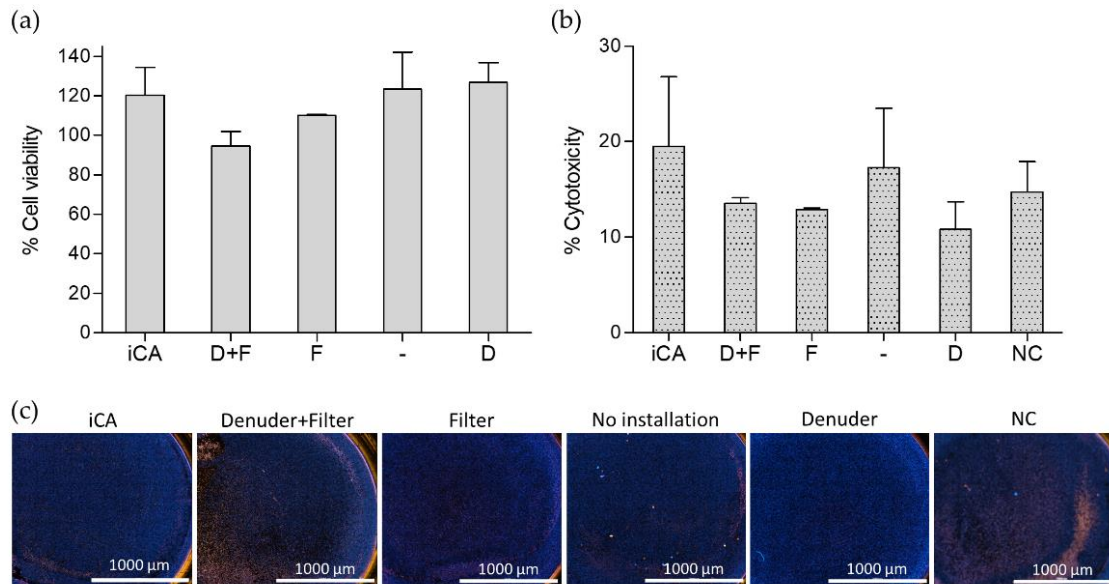 (a)
% Cell viability
140
120
100
80
60
40
20
0
iCA D+F F - D
(b)
% Cytotoxicity
30
20
10
0
iCA D+F F - D NC
(c)
iCA Denuder+Filter Filter No installation Denuder NC
1000 µm 1000 µm 1000 µm 1000 µm 1000 µm 1000 µm